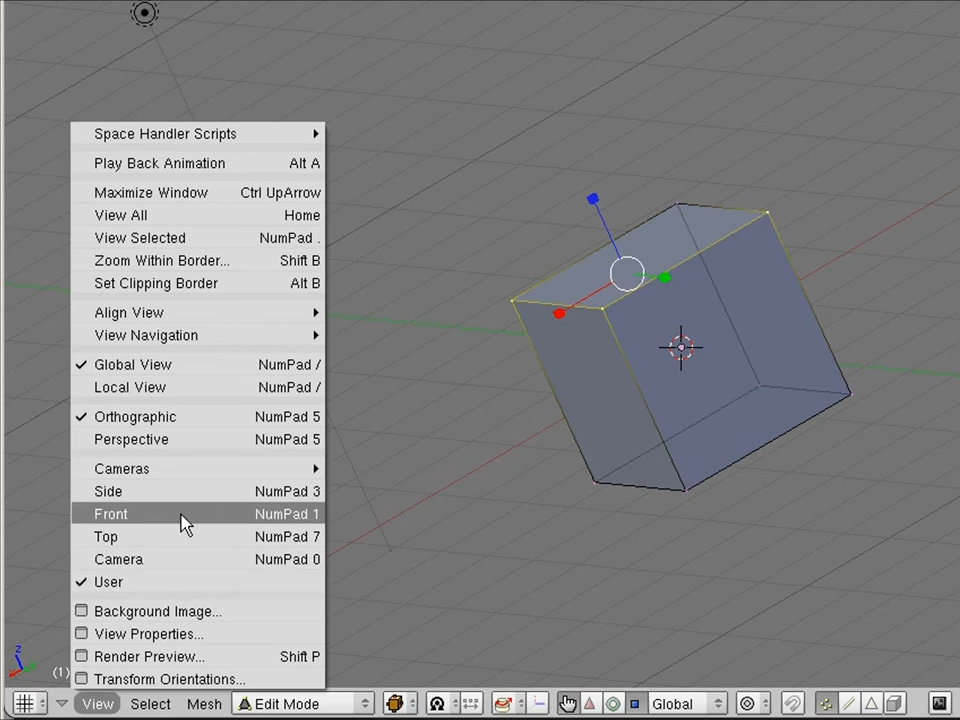 Space Handler Scripts
Play Back Animation Alt A
Maximize Window Ctrl UpArrow
View All Home
View Selected NumPad .
Zoom Within Border... Shift B
Set Clipping Border Alt B
Align View
View Navigation
Global View NumPad /
Local View NumPad /
Orthographic NumPad 5
Perspective NumPad 5
Cameras
Side NumPad 3
Front NumPad 1
Top NumPad 7
Camera NumPad 0
User
Background Image...
View Properties...
Render Preview... Shift P
Transform Orientations...
z
(1)
View Select Mesh Edit Mode Global